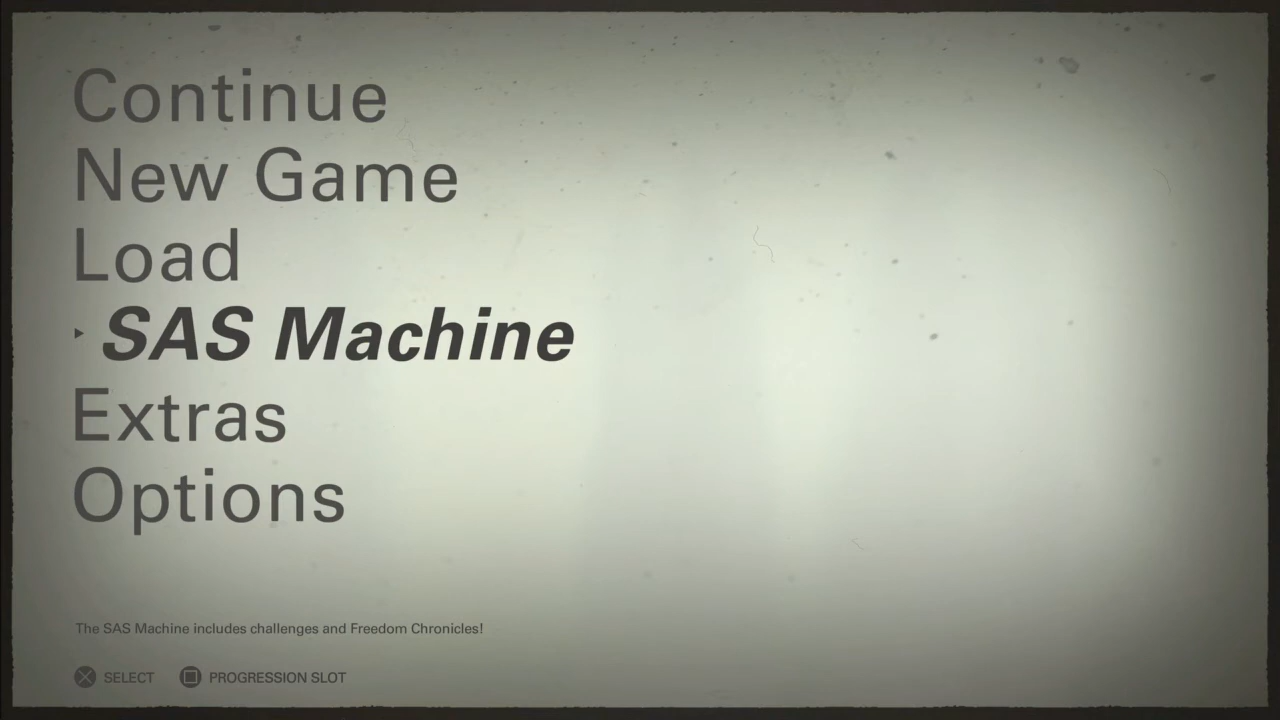 Continue
New Game
Load
SAS Machine
Extras
Options
The SAS Machine includes challenges and Freedom Chronicles!
SELECT PROGRESSION SLOT